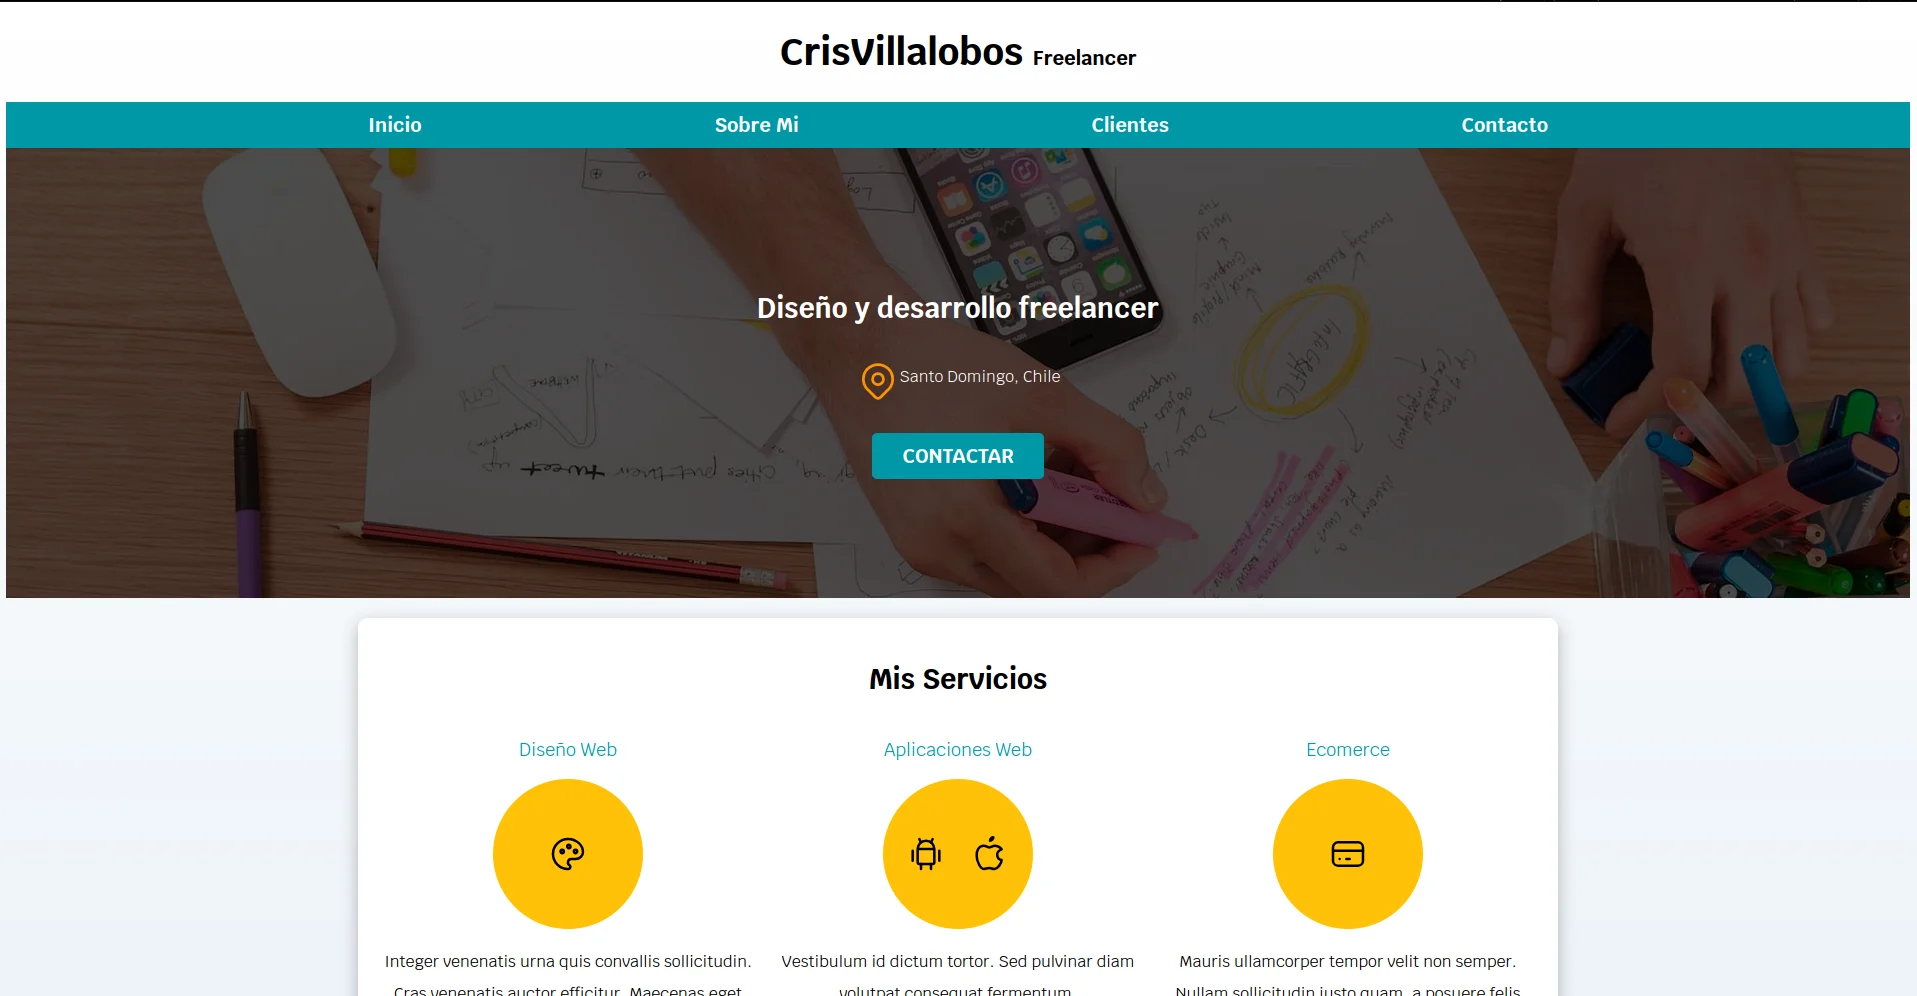 CrisVillalobos Freelancer
Inicio Sobre Mi Clientes Contacto
Diseño y desarrollo freelancer
Santo Domingo, Chile
CONTACTAR
Mis Servicios
Diseño Web Aplicaciones Web Ecomerce
Integer venenatis urna quis convallis sollicitudin. Vestibulum id dictum tortor. Sed pulvinar diam Mauris ullamcorper tempor velit non semper.
Cras venenatis auctor efficitur. Maecenas eget volutpat consequat fermentum. Nullam sollicitudin justo quam, a posuere felis